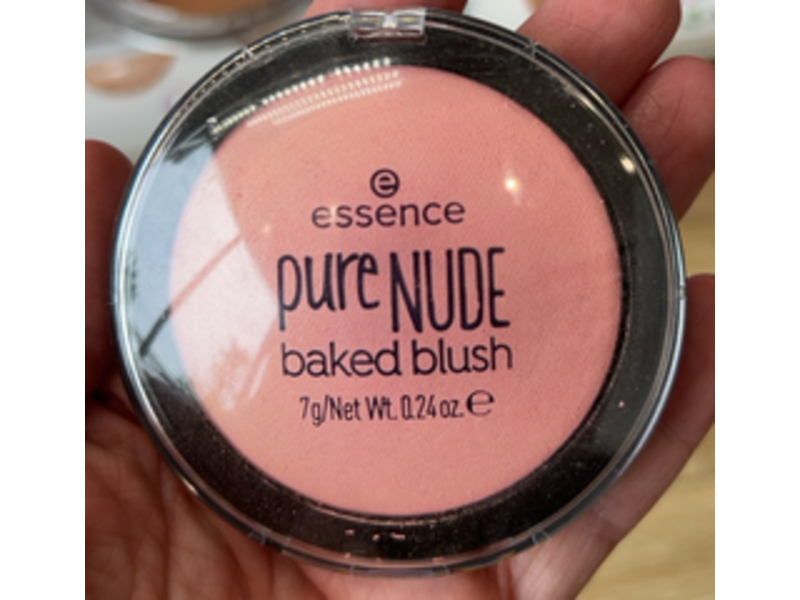 e
essence
pure NUDE
baked blush
7g/Net Wt. 0.24 oz. ℮